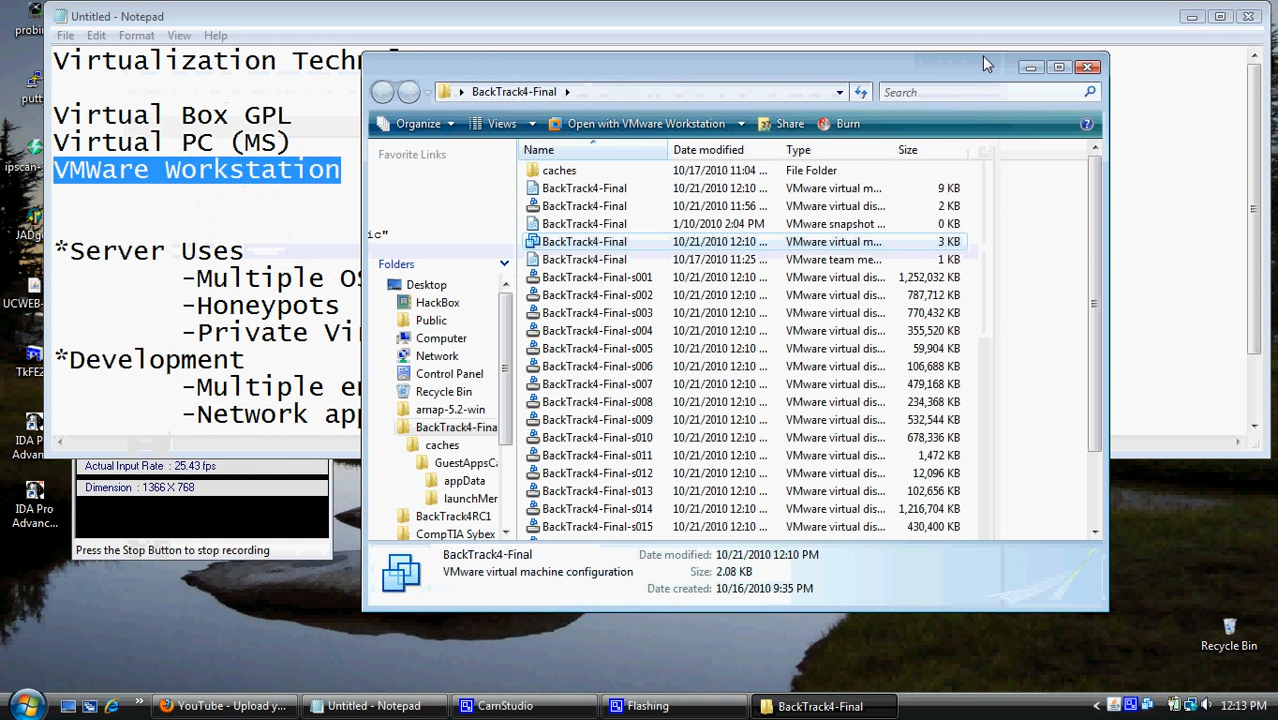 probin
Untitled - Notepad
File Edit Format View Help
Virtualization Techn
Virtual Box GPL
Virtual PC (MS)
VMWare Workstation
*Server Uses
-Multiple OS
-Honeypots
-Private Vir
*Development
-Multiple en
-Network ap
putt
ipscan-
JADge
UCWEB-
TkFE2
IDA Pro
Advanc...
IDA Pro
Advanc...
BackTrack4-Final
Search
Organize Views Open with VMware Workstation Share Burn
Favorite Links
ic"
Folders
Desktop
HackBox
Public
Computer
Network
Control Panel
Recycle Bin
amap-5.2-win
BackTrack4-Fina
caches
GuestAppsCa
appData
launchMer
BackTrack4RC1
CompTIA Sybex
Name Date modified Type Size
caches 10/17/2010 11:04 ... File Folder
BackTrack4-Final 10/21/2010 12:10 ... VMware virtual m... 9 KB
BackTrack4-Final 10/21/2010 11:56 ... VMware virtual dis... 2 KB
BackTrack4-Final 1/10/2010 2:04 PM VMware snapshot ... 0 KB
BackTrack4-Final 10/21/2010 12:10 ... VMware virtual m... 3 KB
BackTrack4-Final 10/17/2010 11:25 ... VMware team me... 1 KB
BackTrack4-Final-s001 10/21/2010 12:10 ... VMware virtual dis... 1,252,032 KB
BackTrack4-Final-s002 10/21/2010 12:10 ... VMware virtual dis... 787,712 KB
BackTrack4-Final-s003 10/21/2010 12:10 ... VMware virtual dis... 770,432 KB
BackTrack4-Final-s004 10/21/2010 12:10 ... VMware virtual dis... 355,520 KB
BackTrack4-Final-s005 10/21/2010 12:10 ... VMware virtual dis... 59,904 KB
BackTrack4-Final-s006 10/21/2010 12:10 ... VMware virtual dis... 106,688 KB
BackTrack4-Final-s007 10/21/2010 12:10 ... VMware virtual dis... 479,168 KB
BackTrack4-Final-s008 10/21/2010 12:10 ... VMware virtual dis... 234,368 KB
BackTrack4-Final-s009 10/21/2010 12:10 ... VMware virtual dis... 532,544 KB
BackTrack4-Final-s010 10/21/2010 12:10 ... VMware virtual dis... 678,336 KB
BackTrack4-Final-s011 10/21/2010 12:10 ... VMware virtual dis... 1,472 KB
BackTrack4-Final-s012 10/21/2010 12:10 ... VMware virtual dis... 12,096 KB
BackTrack4-Final-s013 10/21/2010 12:10 ... VMware virtual dis... 102,656 KB
BackTrack4-Final-s014 10/21/2010 12:10 ... VMware virtual dis... 1,216,704 KB
BackTrack4-Final-s015 10/21/2010 12:10 ... VMware virtual dis... 430,400 KB
BackTrack4-Final Date modified: 10/21/2010 12:10 PM
VMware virtual machine configuration Size: 2.08 KB
Date created: 10/16/2010 9:35 PM
Actual Input Rate : 25.43 fps
Dimension : 1366 X 768
Press the Stop Button to stop recording
Recycle Bin
YouTube - Upload y... Untitled - Notepad CamStudio Flashing BackTrack4-Final 12:13 PM